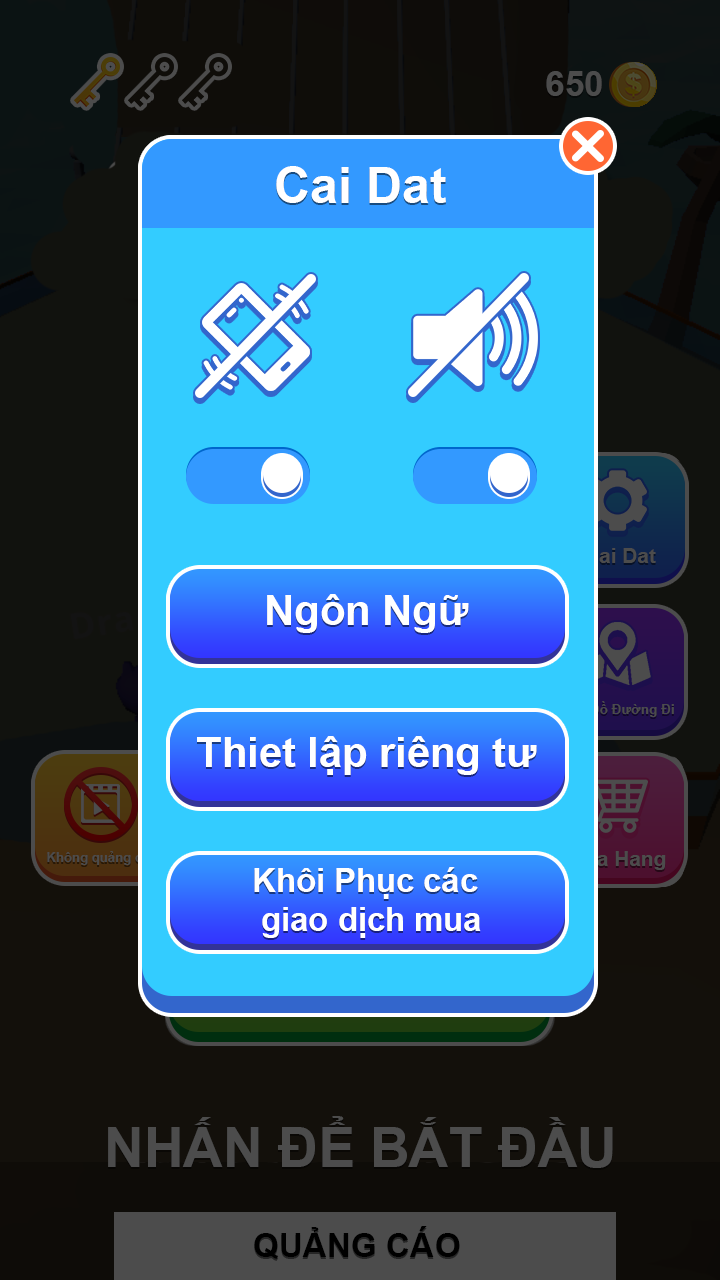 650
Cai Dat
Ngôn Ngữ
ai Dat
Thiet lập riêng tư
Đường Đi
Không quảng
Khôi Phục các
giao dịch mua
Hang
NHẤN ĐỂ BẮT ĐẦU
QUẢNG CÁO